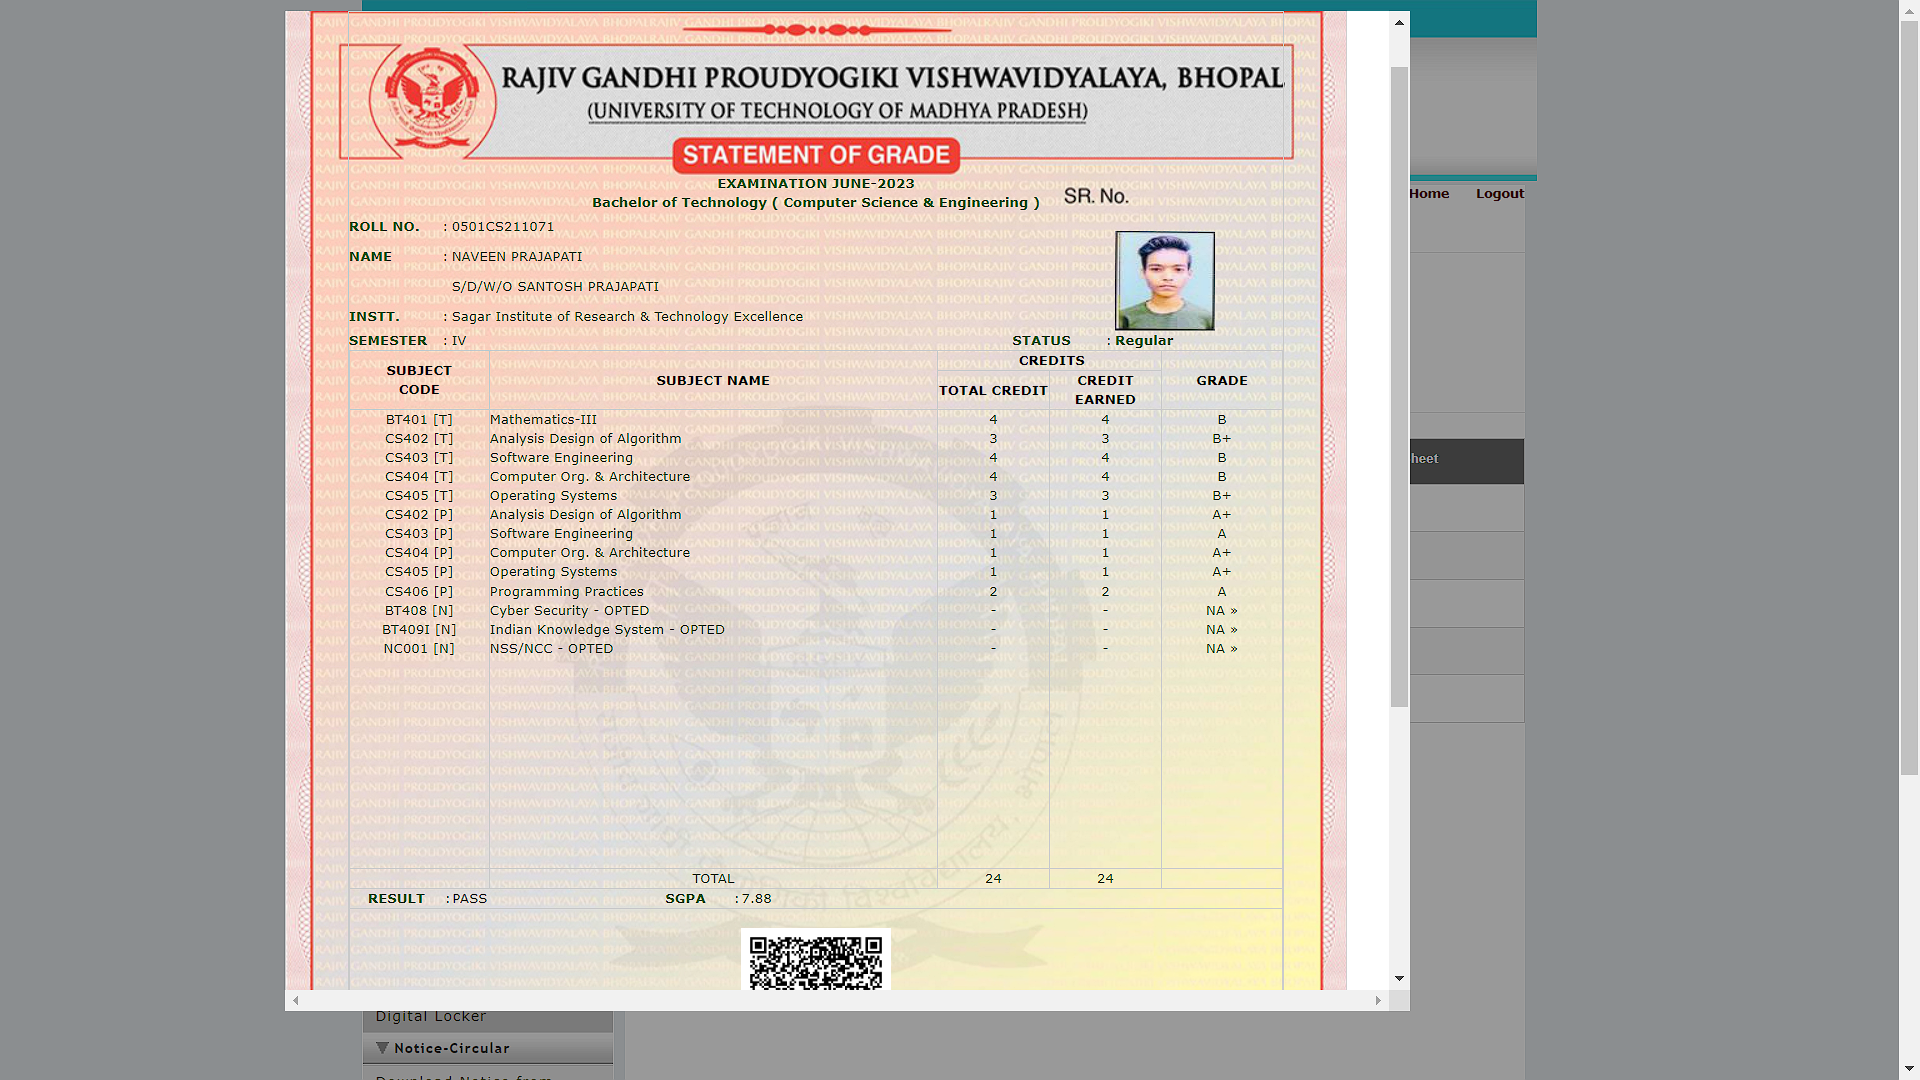 RAJIV GANDHI PROUDYOGIKI VISHWAVIDYALAYA, BHOPAL
(UNIVERSITY OF TECHNOLOGY OF MADHYA PRADESH)
STATEMENT OF GRADE
EXAMINATION JUNE-2023
Bachelor of Technology ( Computer Science & Engineering )
SR. No.
Home Logout
ROLL NO. : 0501CS211071
NAME : NAVEEN PRAJAPATI
S/D/W/O SANTOSH PRAJAPATI
INSTT. : Sagar Institute of Research & Technology Excellence
SEMESTER : IV STATUS : Regular
SUBJECT CODE SUBJECT NAME CREDITS GRADE
TOTAL CREDIT CREDIT EARNED
BT401 [T] Mathematics-III 4 4 B
CS402 [T] Analysis Design of Algorithm 3 3 B+
CS403 [T] Software Engineering 4 4 B
heet
CS404 [T] Computer Org. & Architecture 4 4 B
CS405 [T] Operating Systems 3 3 B+
CS402 [P] Analysis Design of Algorithm 1 1 A+
CS403 [P] Software Engineering 1 1 A
CS404 [P] Computer Org. & Architecture 1 1 A+
CS405 [P] Operating Systems 1 1 A+
CS406 [P] Programming Practices 2 2 A
BT408 [N] Cyber Security - OPTED - - NA »
BT409I [N] Indian Knowledge System - OPTED - - NA »
NC001 [N] NSS/NCC - OPTED - - NA »
TOTAL 24 24
RESULT : PASS SGPA : 7.88
Digital Locker
Notice-Circular
Download Notice from